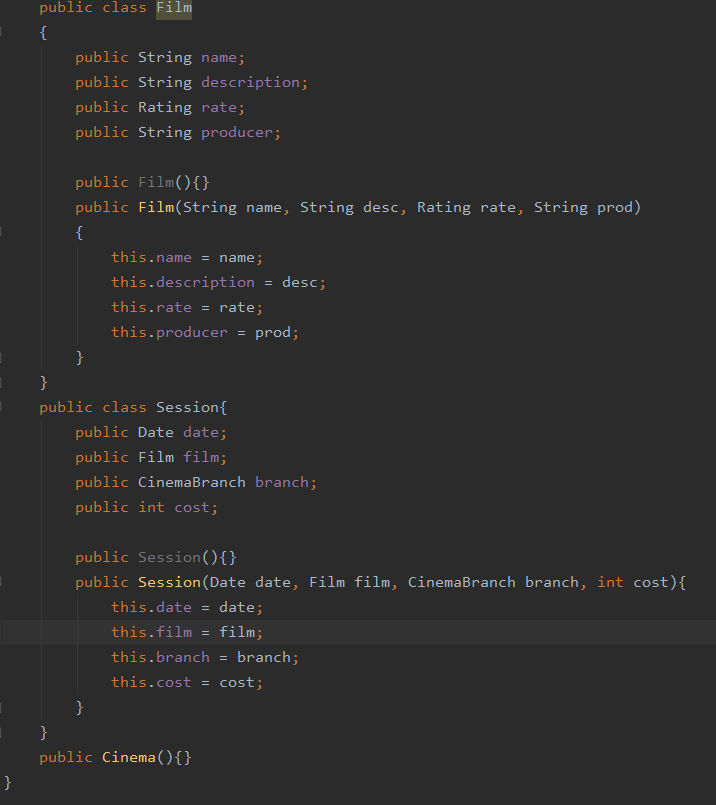 public class Film
{
public String name;
public String description;
public Rating rate;
public String producer;
public Film(){}
public Film(String name, String desc, Rating rate, String prod)
{
this.name = name;
this.description = desc;
this.rate = rate;
this.producer = prod;
}
}
public class Session{
public Date date;
public Film film;
public CinemaBranch branch;
public int cost;
public Session(){}
public Session(Date date, Film film, CinemaBranch branch, int cost){
this.date = date;
this.film = film;
this.branch = branch;
this.cost = cost;
}
}
public Cinema(){}
}